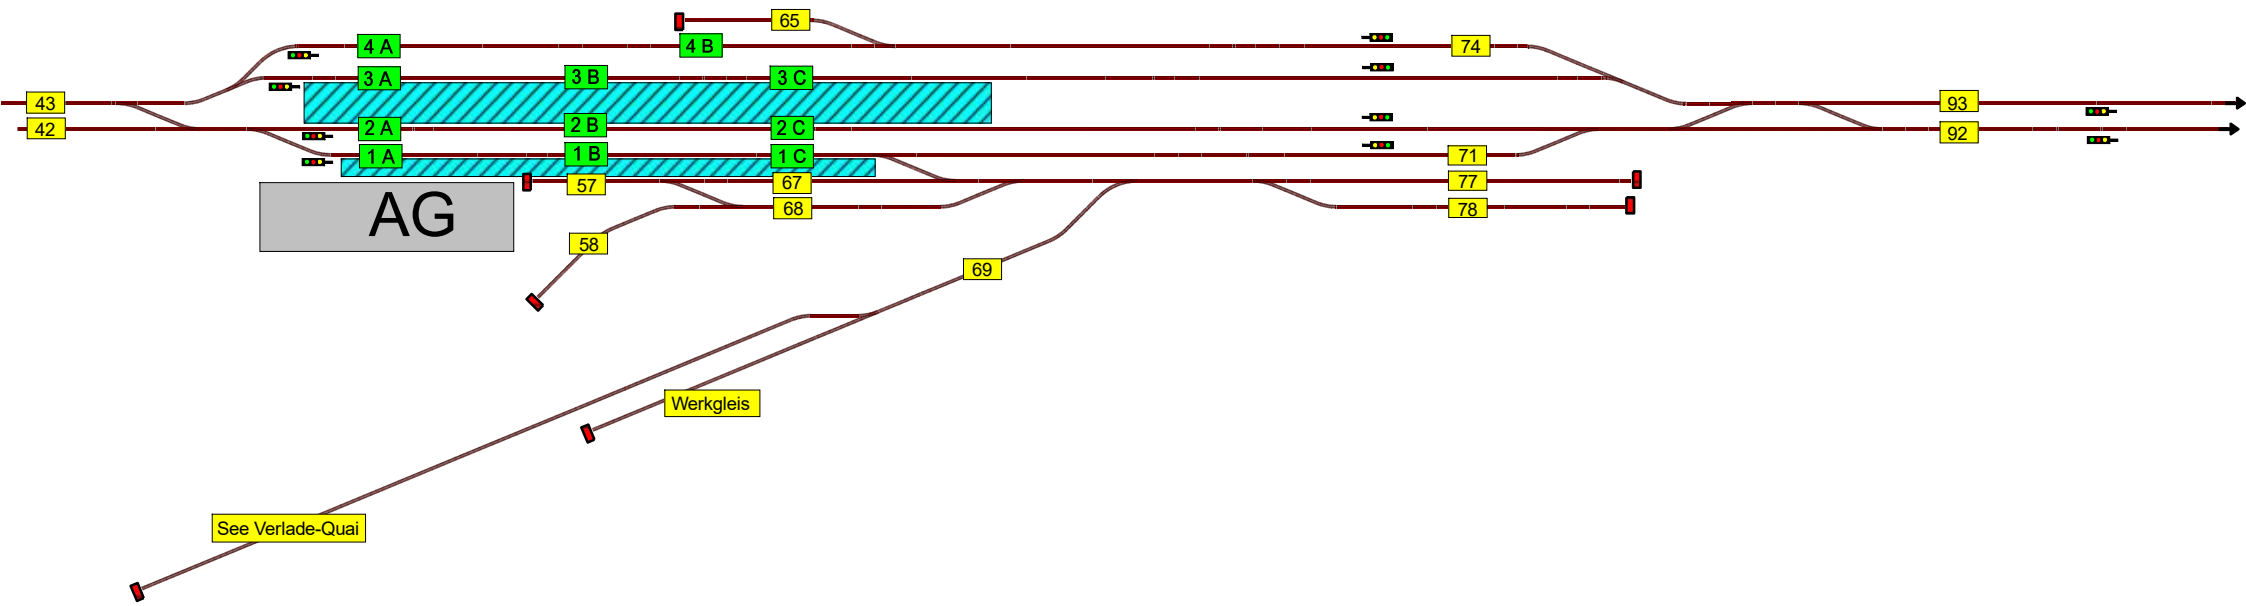 65
4 A
4 B
74
3 A
3 B
3 C
43
93
42
2 A
2 B
2 C
92
1 A
1 B
1 C
71
57
67
77
AG
68
78
58
69
Werkgleis
See Verlade-Quai